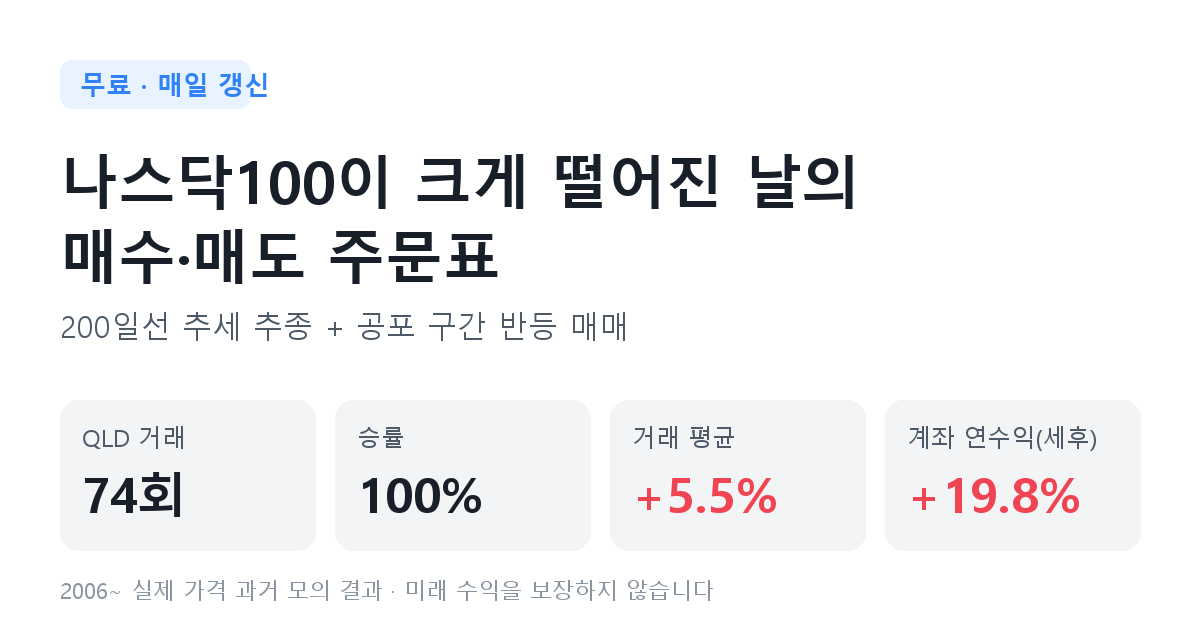 무료 · 매일 갱신
나스닥100이 크게 떨어진 날의
매수·매도 주문표
200일선 추세 추종 + 공포 구간 반등 매매
QLD 거래
74회
승률
100%
거래 평균
+5.5%
계좌 연수익(세후)
+19.8%
2006~ 실제 가격 과거 모의 결과 · 미래 수익을 보장하지 않습니다